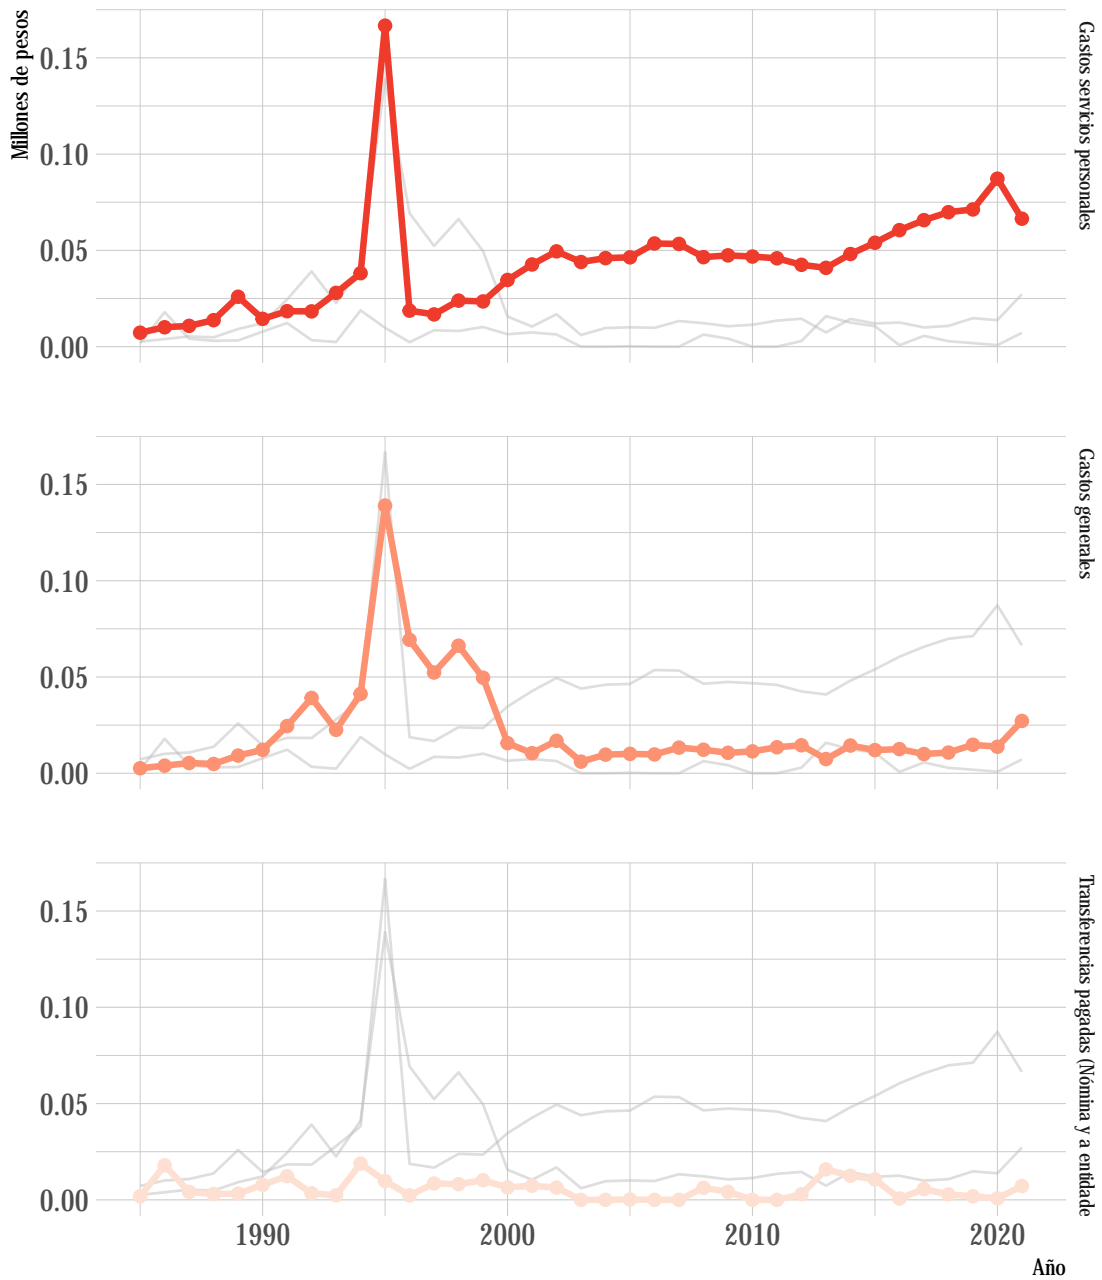 Millones de pesos
0.15
0.10
0.05
0.00
Gastos servicios personales
0.15
0.10
0.05
0.00
Gastos generales
0.15
0.10
0.05
0.00
Transferencias pagadas (Nómina y a entidade
1990 2000 2010 2020
Año